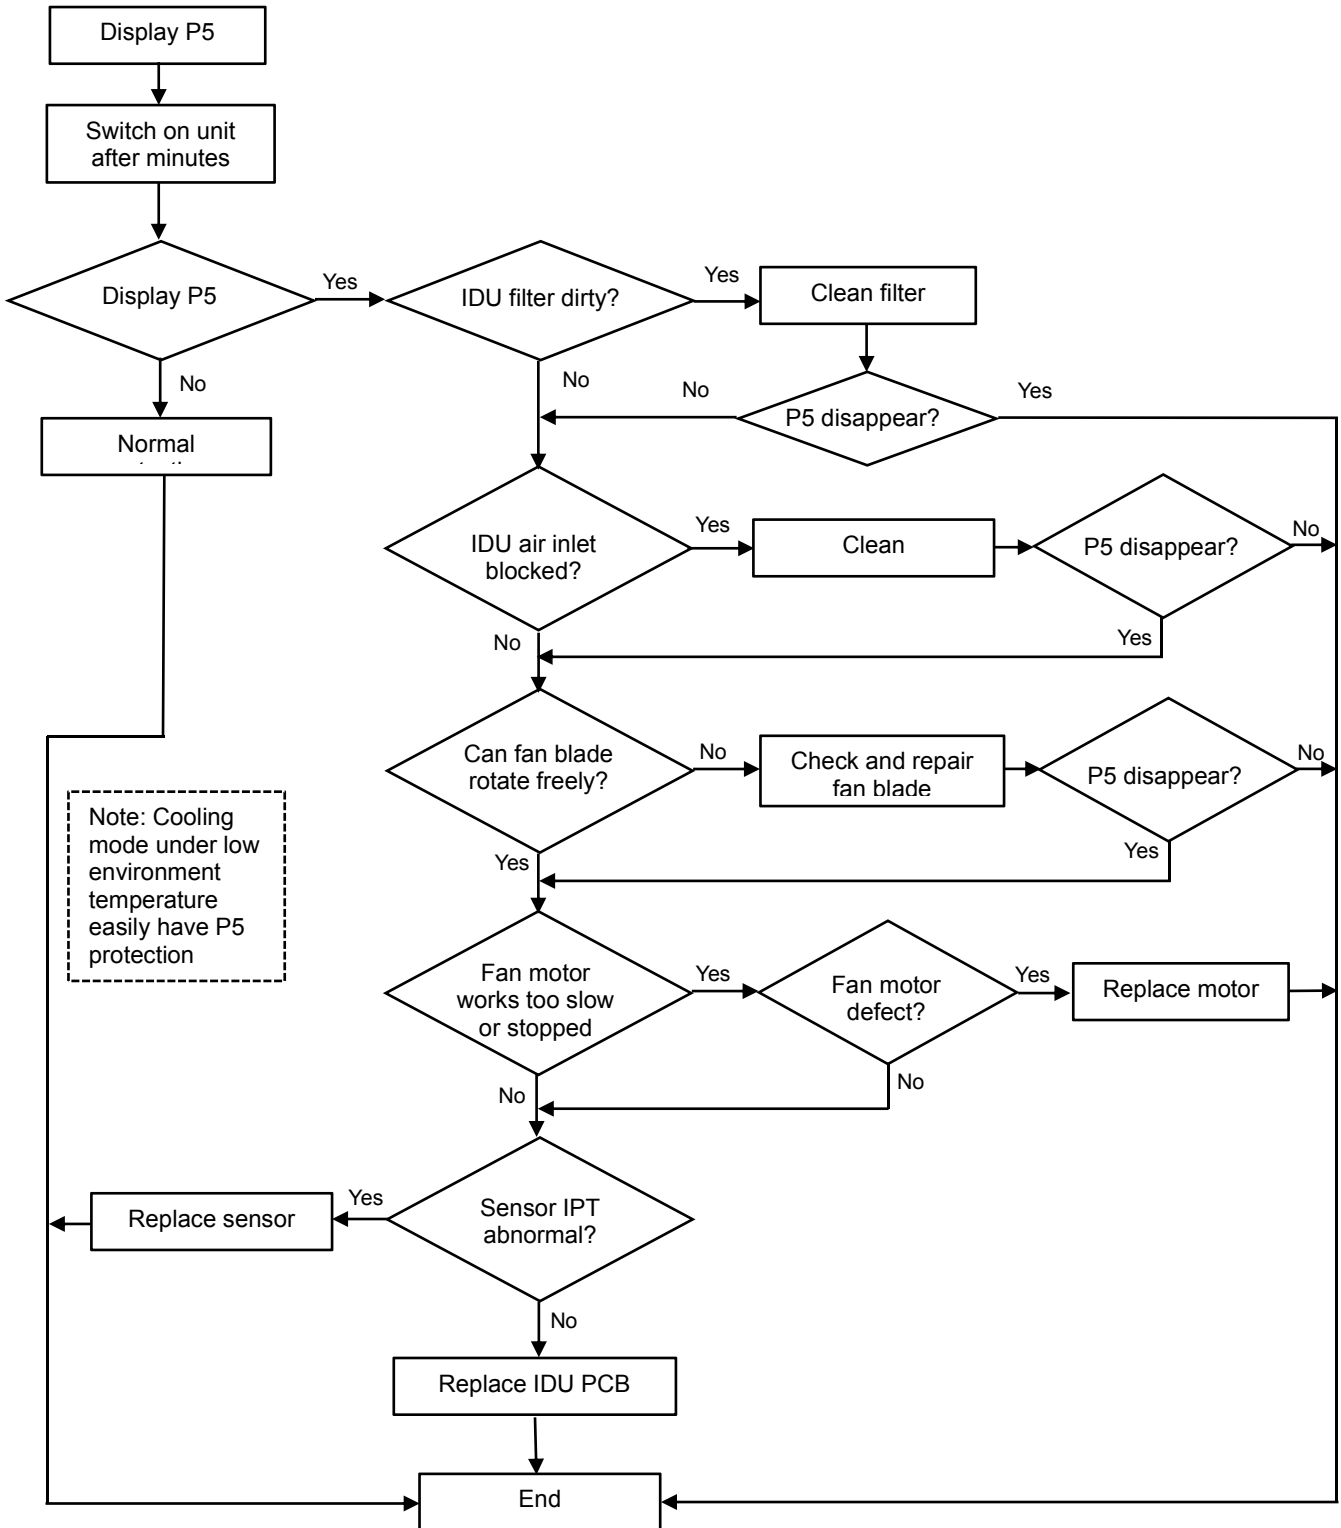 Display P5
Switch on unit
after minutes
Display P5
Yes
IDU filter dirty?
Yes
Clean filter
No
No
No
Yes
P5 disappear?
Normal
IDU air inlet
blocked?
Yes
Clean
P5 disappear?
No
No
Yes
Can fan blade
rotate freely?
No
Check and repair
fan blade
P5 disappear?
No
Note: Cooling
mode under low
environment
temperature
easily have P5
protection
Yes
Yes
Fan motor
works too slow
or stopped
Yes
Fan motor
defect?
Yes
Replace motor
No
No
Sensor IPT
abnormal?
Yes
Replace sensor
No
Replace IDU PCB
End